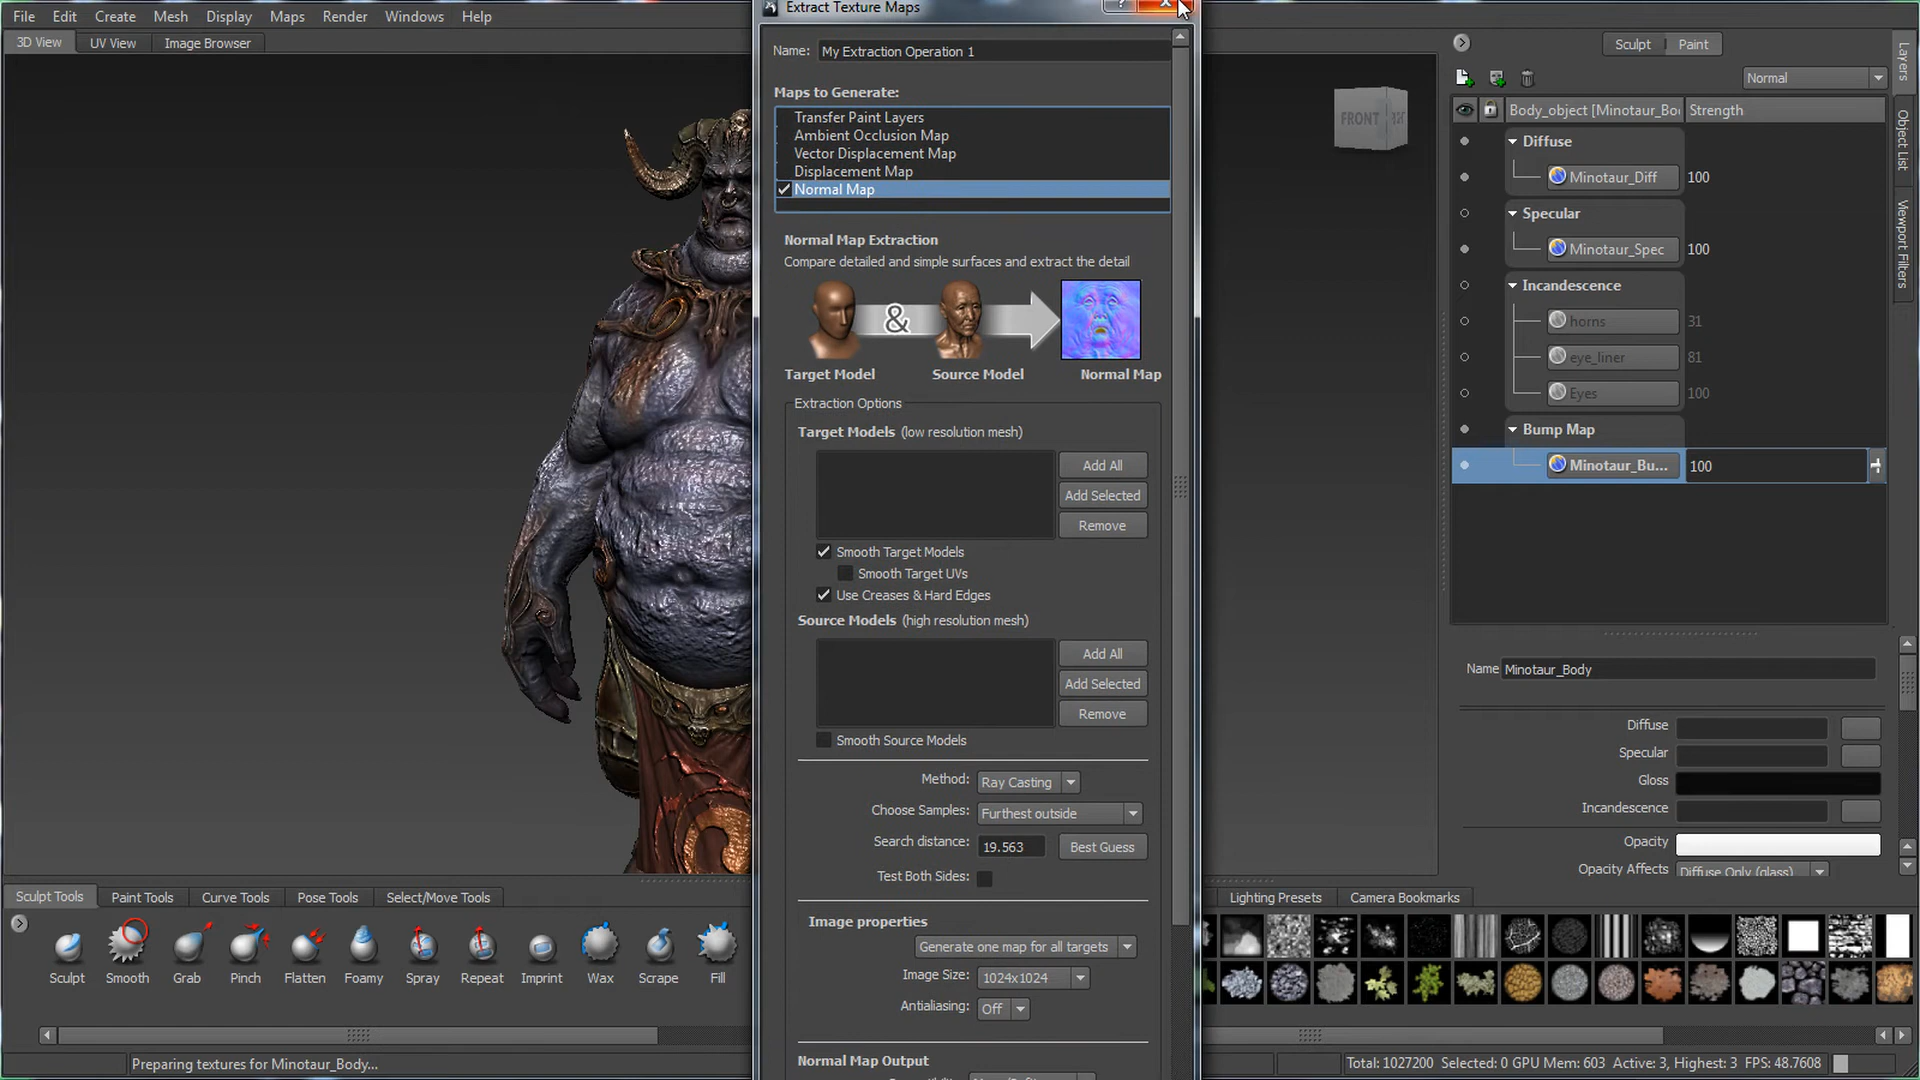 File Edit Create Mesh Display Maps Render Windows Help
3D View UV View Image Browser
Extract Texture Maps
?
Name: My Extraction Operation 1
Maps to Generate:
Transfer Paint Layers
Ambient Occlusion Map
Vector Displacement Map
Displacement Map
Normal Map
Normal Map Extraction
Compare detailed and simple surfaces and extract the detail
&
Target Model Source Model Normal Map
Extraction Options
Target Models (low resolution mesh)
Add All
Add Selected
Remove
Smooth Target Models
Smooth Target UVs
Use Creases & Hard Edges
Source Models (high resolution mesh)
Add All
Add Selected
Remove
Smooth Source Models
Method: Ray Casting
Choose Samples: Furthest outside
Search distance: 19.563 Best Guess
Test Both Sides:
Image properties
Generate one map for all targets
Image Size: 1024x1024
Antialiasing: Off
Normal Map Output
FRONT
Sculpt Paint
Normal
Body_object [Minotaur_Bo Strength
Diffuse
Minotaur_Diff 100
Specular
Minotaur_Spec 100
Incandescence
horns 31
eye_liner 81
Eyes 100
Bump Map
Minotaur_Bu... 100
Layers
Object List
Viewport Filters
Name Minotaur_Body
Diffuse
Specular
Gloss
Incandescence
Opacity
Opacity Affects Diffuse Only (glass)
Sculpt Tools Paint Tools Curve Tools Pose Tools Select/Move Tools
Sculpt Smooth Grab Pinch Flatten Foamy Spray Repeat Imprint Wax Scrape Fill
Lighting Presets Camera Bookmarks
Preparing textures for Minotaur_Body...
Total: 1027200 Selected: 0 GPU Mem: 603 Active: 3, Highest: 3 FPS: 48.7608